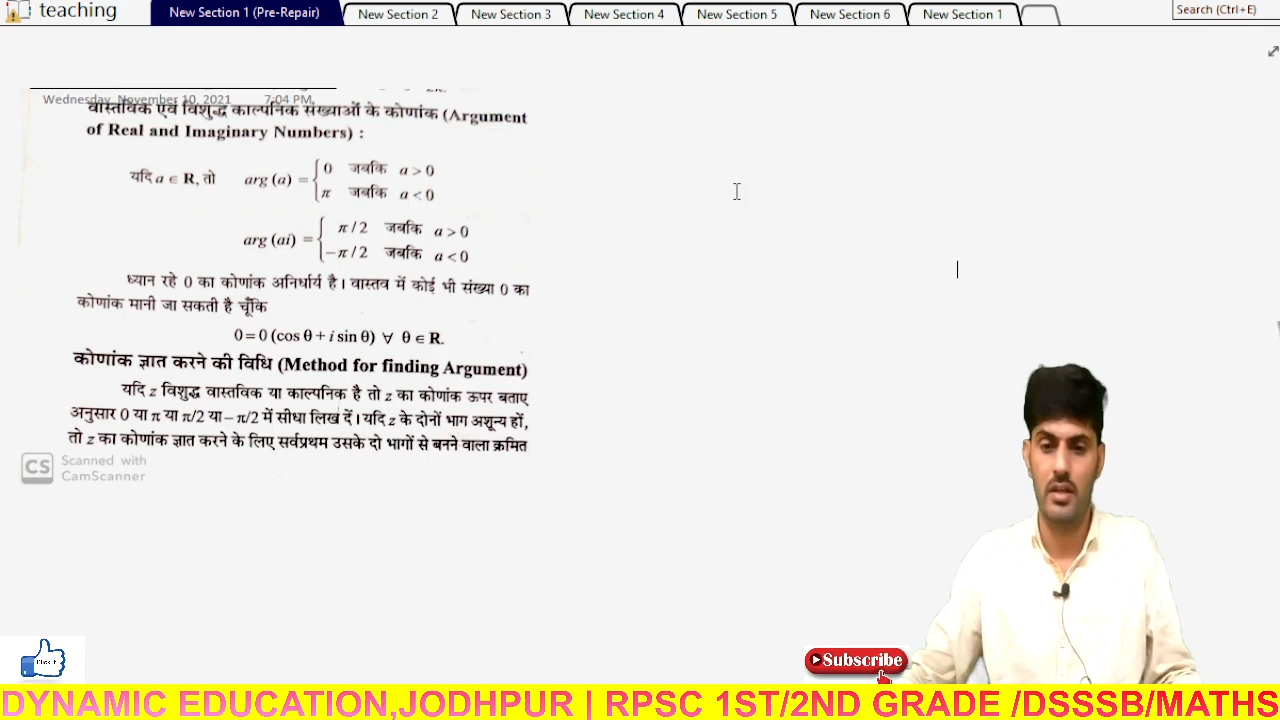 teaching
New Section 1 (Pre-Repair)
New Section 2
New Section 3
New Section 4
New Section 5
New Section 6
New Section 1
Search (Ctrl+E)
Wednesday, November 10, 2021 7:04 PM
वास्तविक एवं विशुद्ध काल्पनिक संख्याओं के कोणांक (Argument
of Real and Imaginary Numbers) :
यदि a ∈ R, तो arg (a) = { 0 जबकि a > 0
π जबकि a < 0
arg (ai) = { π / 2 जबकि a > 0
−π / 2 जबकि a < 0
ध्यान रहे 0 का कोणांक अनिर्धार्य है। वास्तव में कोई भी संख्या 0 का
कोणांक मानी जा सकती है चूँकि
0 = 0 (cos θ + i sin θ) ∀ θ ∈ R.
कोणांक ज्ञात करने की विधि (Method for finding Argument)
यदि z विशुद्ध वास्तविक या काल्पनिक है तो z का कोणांक ऊपर बताए
अनुसार 0 या π या π/2 या – π/2 में सीधा लिख दें। यदि z के दोनों भाग अशून्य हों,
तो z का कोणांक ज्ञात करने के लिए सर्वप्रथम उसके दो भागों से बनने वाला क्रमित
CS Scanned with
CamScanner
Subscribe
DYNAMIC EDUCATION,JODHPUR | RPSC 1ST/2ND GRADE /DSSSB/MATHS